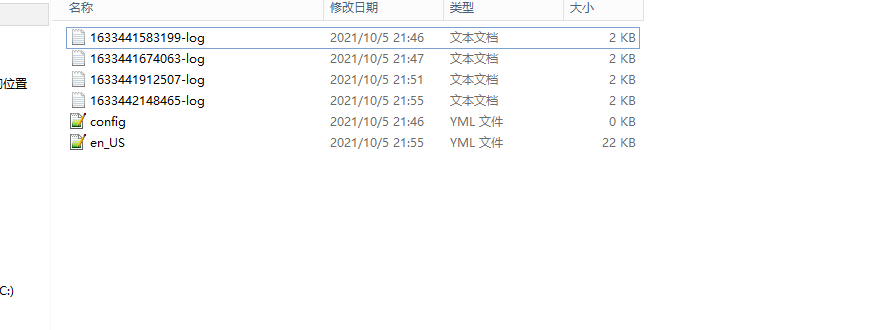 名称 修改日期 类型 大小
1633441583199-log 2021/10/5 21:46 文本文档 2 KB
1633441674063-log 2021/10/5 21:47 文本文档 2 KB
的位置
1633441912507-log 2021/10/5 21:51 文本文档 2 KB
1633442148465-log 2021/10/5 21:55 文本文档 2 KB
config 2021/10/5 21:46 YML 文件 0 KB
en_US 2021/10/5 21:55 YML 文件 22 KB
C:)